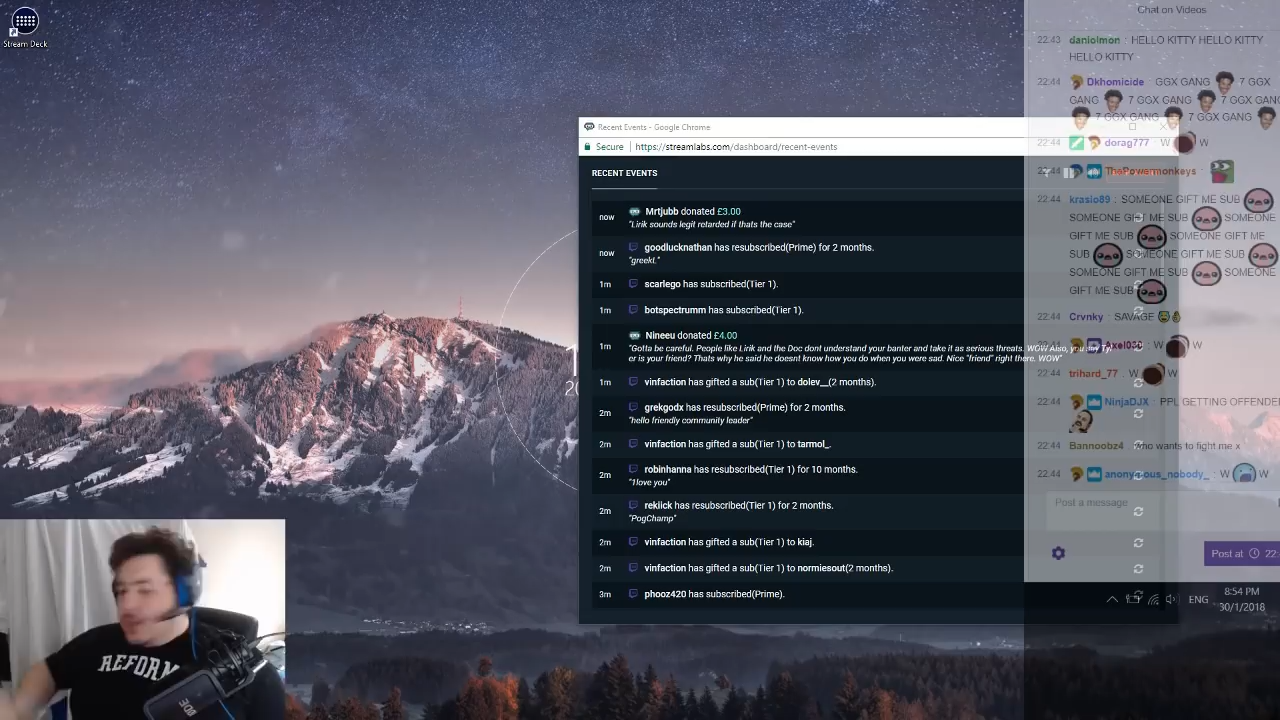 Stream Deck
Recent Events - Google Chrome
Secure
https://streamlabs.com/dashboard/recent-events
RECENT EVENTS
now
Mrtjubb donated £3.00
"Lirik sounds legit retarded if thats the case"
now
goodlucknathan has resubscribed(Prime) for 2 months.
"greekt."
1m
scarlego has subscribed(Tier 1).
1m
botspectrumm has subscribed(Tier 1).
1m
Nineeu donated £4.00
"Gotta be careful. People like Lirik and the Doc dont understand your banter and take it as serious threats. WOW Also, you say Ty
er is your friend? Thats why he said he doesnt know how you do when you were sad. Nice "friend" right there. WOW"
1m
vinfaction has gifted a sub(Tier 1) to dolev__(2 months).
2m
grekgodx has resubscribed(Prime) for 2 months.
"hello friendly community leader"
2m
vinfaction has gifted a sub(Tier 1) to tarmol_.
2m
robinhanna has resubscribed(Tier 1) for 10 months.
"1love you"
2m
rekiick has resubscribed(Tier 1) for 2 months.
"PogChamp"
2m
vinfaction has gifted a sub(Tier 1) to kiaj.
2m
vinfaction has gifted a sub(Tier 1) to normiesout(2 months).
3m
phooz420 has subscribed(Prime).
Chat on Videos
22:43 daniolmon : HELLO KITTY HELLO KITTY
HELLO KITTY
22:44 Dkhomicide : GGX GANG 7 GGX
GANG 7 GGX GANG 7 GGX GANG
7 GGX GANG 7 GGX GANG
22:44 dorag777 : W W
22:44 ThePowermonkeys
22:44 krasio89 : SOMEONE GIFT ME SUB
SOMEONE GIFT ME SUB SOMEONE
GIFT ME SUB SOMEONE GIFT ME
SUB SOMEONE GIFT ME SUB
SOMEONE GIFT ME SUB SOMEONE
GIFT ME SUB
22:44 Crvnky : SAVAGE
22:44 W
22:44 trihard_77 : W W
22:44 NinjaDJX : PPL GETTING OFFENDE
22:44 Bannoobz4 who wants to fight me x
22:44 : W W
Post a message
Post at 22:
ENG
8:54 PM
30/1/2018
REFORM